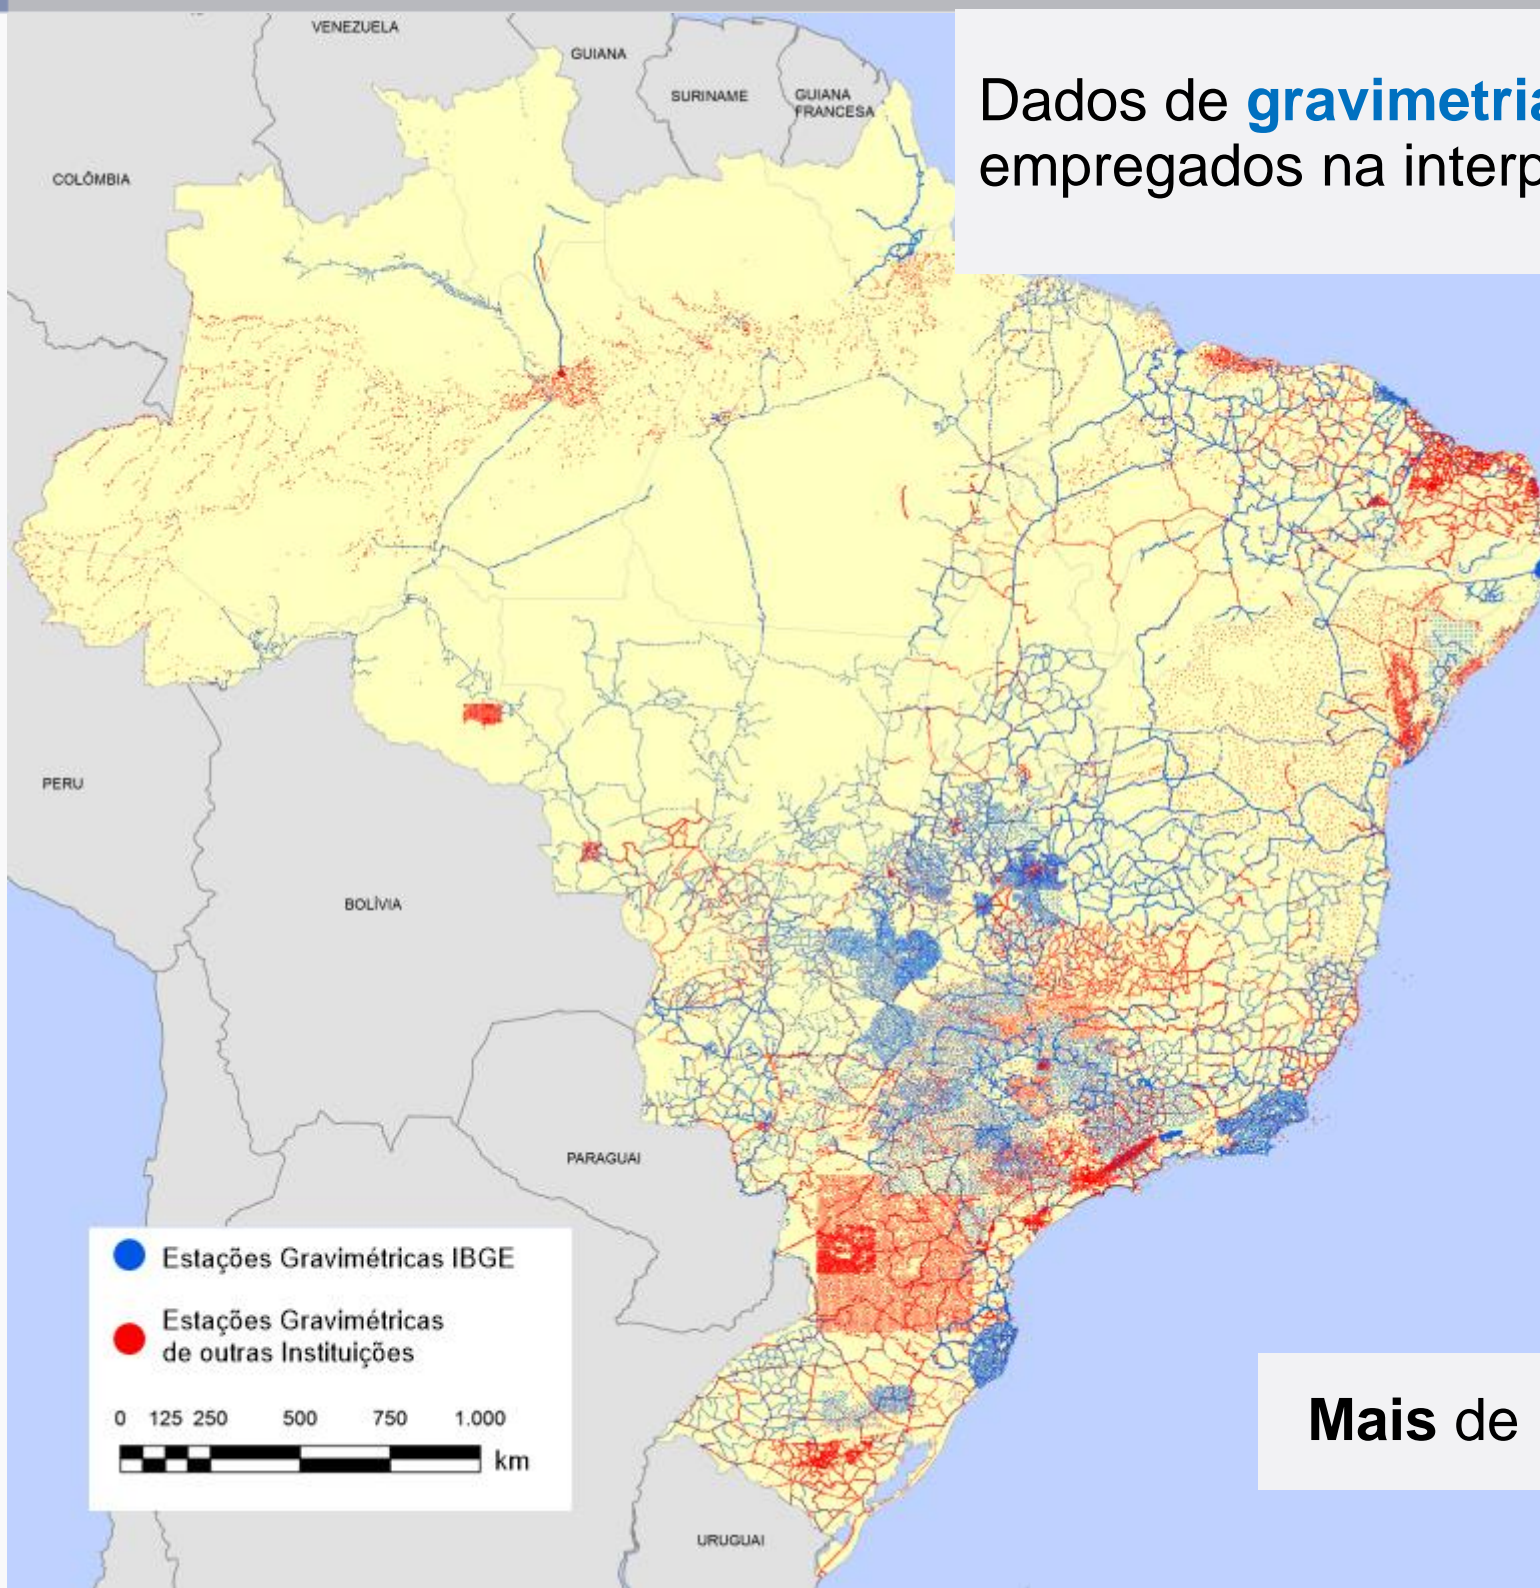 VENEZUELA
GUIANA
SURINAME
GUIANA
FRANCESA
COLÔMBIA
Dados de gravimetria
empregados na interp
PERU
BOLÍVIA
PARAGUAI
Estações Gravimétricas IBGE
Estações Gravimétricas
de outras Instituições
0 125 250 500 750 1.000
km
Mais de
URUGUAI